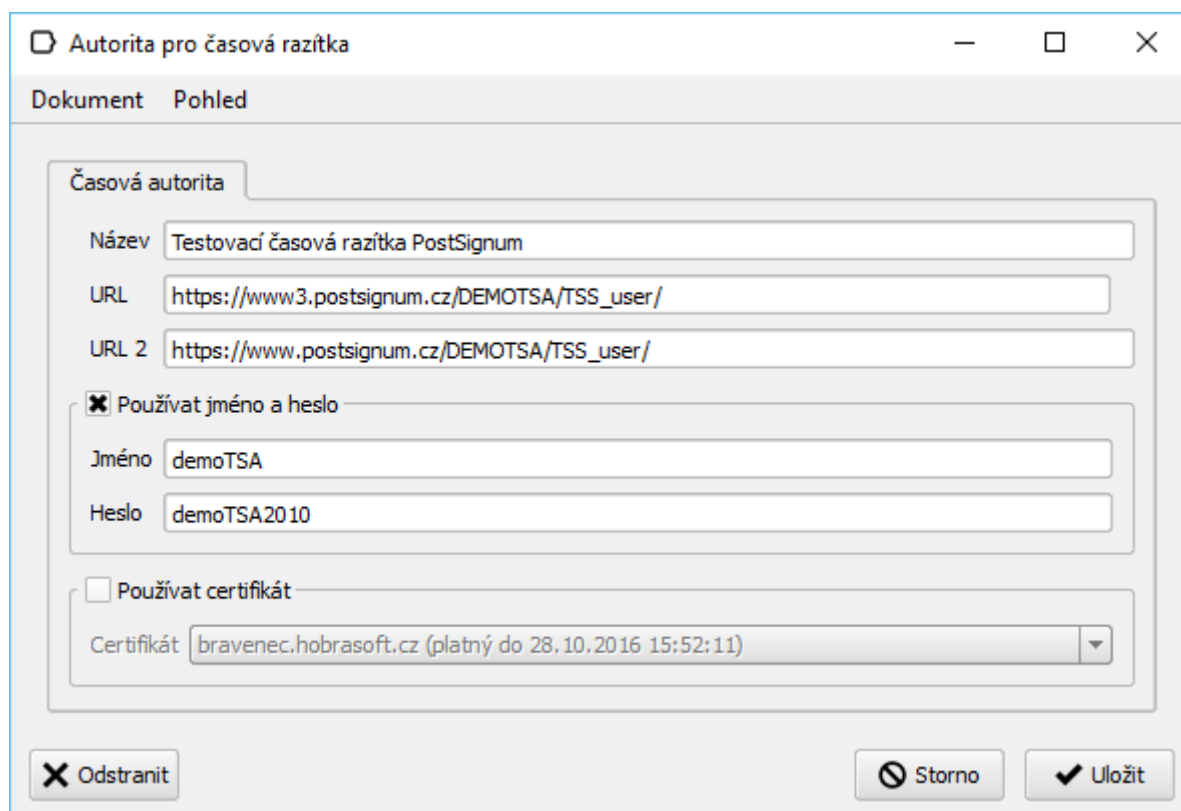 Autorita pro časová razítka
Dokument Pohled
Časová autorita
Název Testovací časová razítka PostSignum
URL https://www3.postsignum.cz/DEMOTSA/TSS_user/
URL 2 https://www.postsignum.cz/DEMOTSA/TSS_user/
Používat jméno a heslo
Jméno demoTSA
Heslo demoTSA2010
Používat certifikát
Certifikát bravenec.hobrasoft.cz (platný do 28.10.2016 15:52:11)
Odstranit Storno Uložit